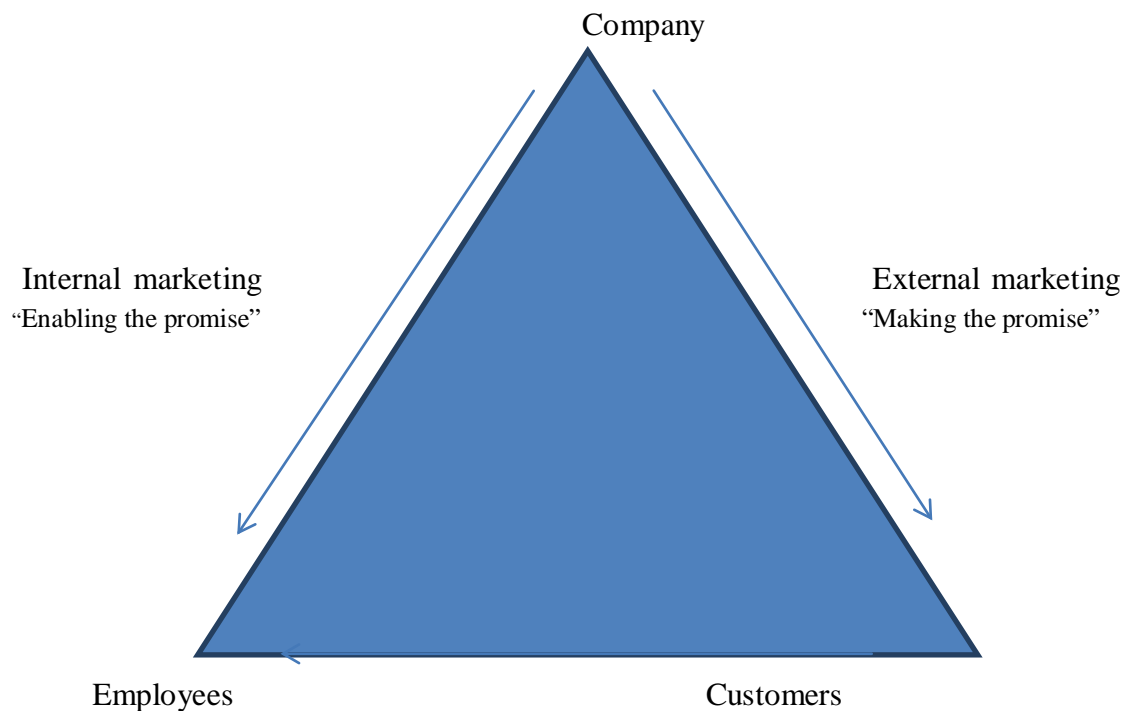 Company
Internal marketing
“Enabling the promise”
External marketing
“Making the promise”
Employees
Customers